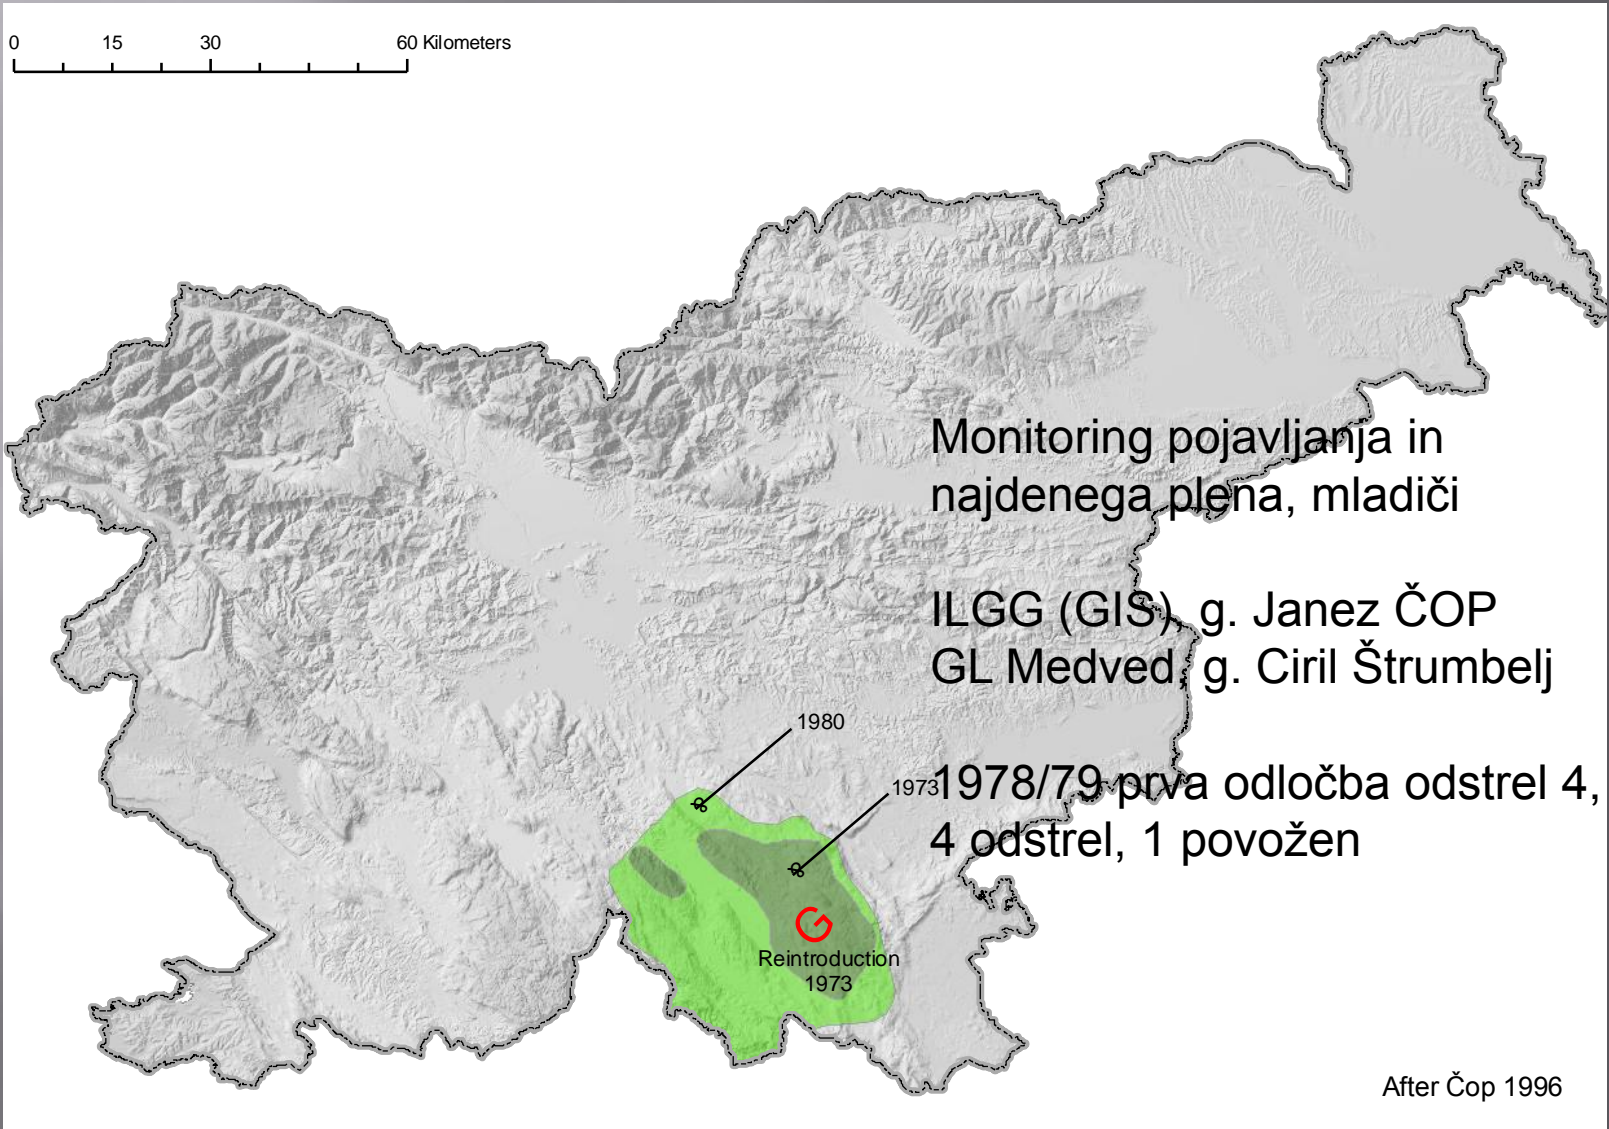 0 15 30 60 Kilometers
Monitoring pojavljanja in
najdenega plena, mladiči
ILGG (GIS), g. Janez ČOP
GL Medved, g. Ciril Štrumbelj
1980
1973
1978/79 prva odločba odstrel 4,
4 odstrel, 1 povožen
Reintroduction
1973
After Čop 1996